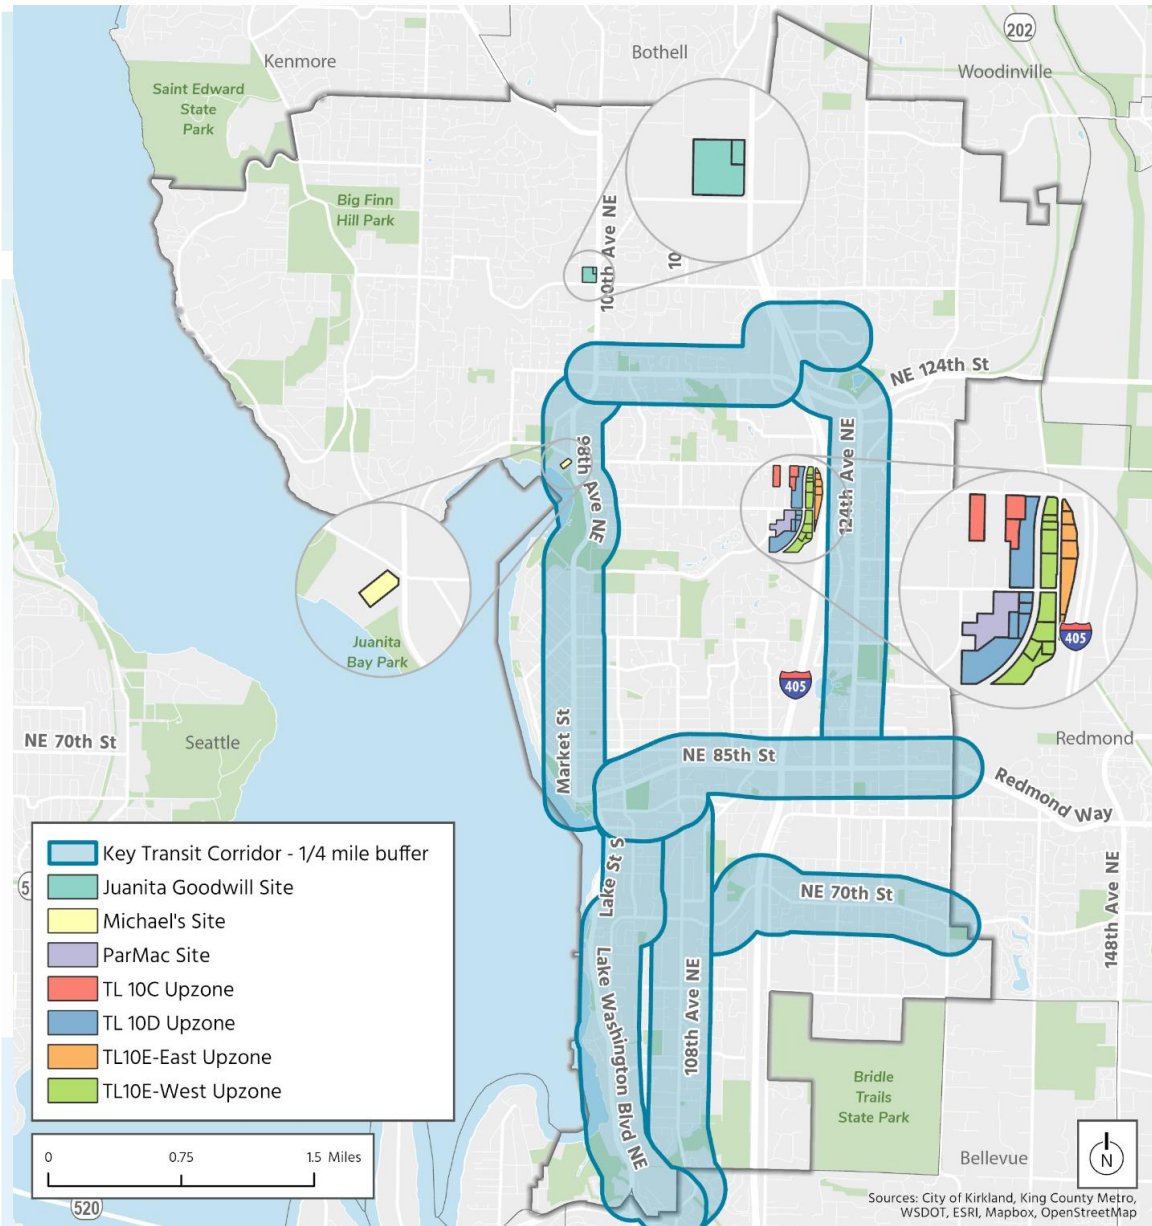 202
Kenmore
Bothell
Woodinville
Saint Edward
State
Park
Big Finn
Hill Park
100th Ave NE
10
NE 124th St
98th Ave NE
124th Ave NE
405
Juanita
Bay Park
405
NE 70th St
Seattle
Market St
NE 85th St
Redmond
Redmond Way
Lake St S
NE 70th St
148th Ave NE
Lake Washington Blvd NE
108th Ave NE
Bridle
Trails
State Park
Bellevue
5
Key Transit Corridor - 1/4 mile buffer
Juanita Goodwill Site
Michael's Site
ParMac Site
TL 10C Upzone
TL 10D Upzone
TL10E-East Upzone
TL10E-West Upzone
0 0.75 1.5 Miles
520
N
Sources: City of Kirkland, King County Metro,
WSDOT, ESRI, Mapbox, OpenStreetMap